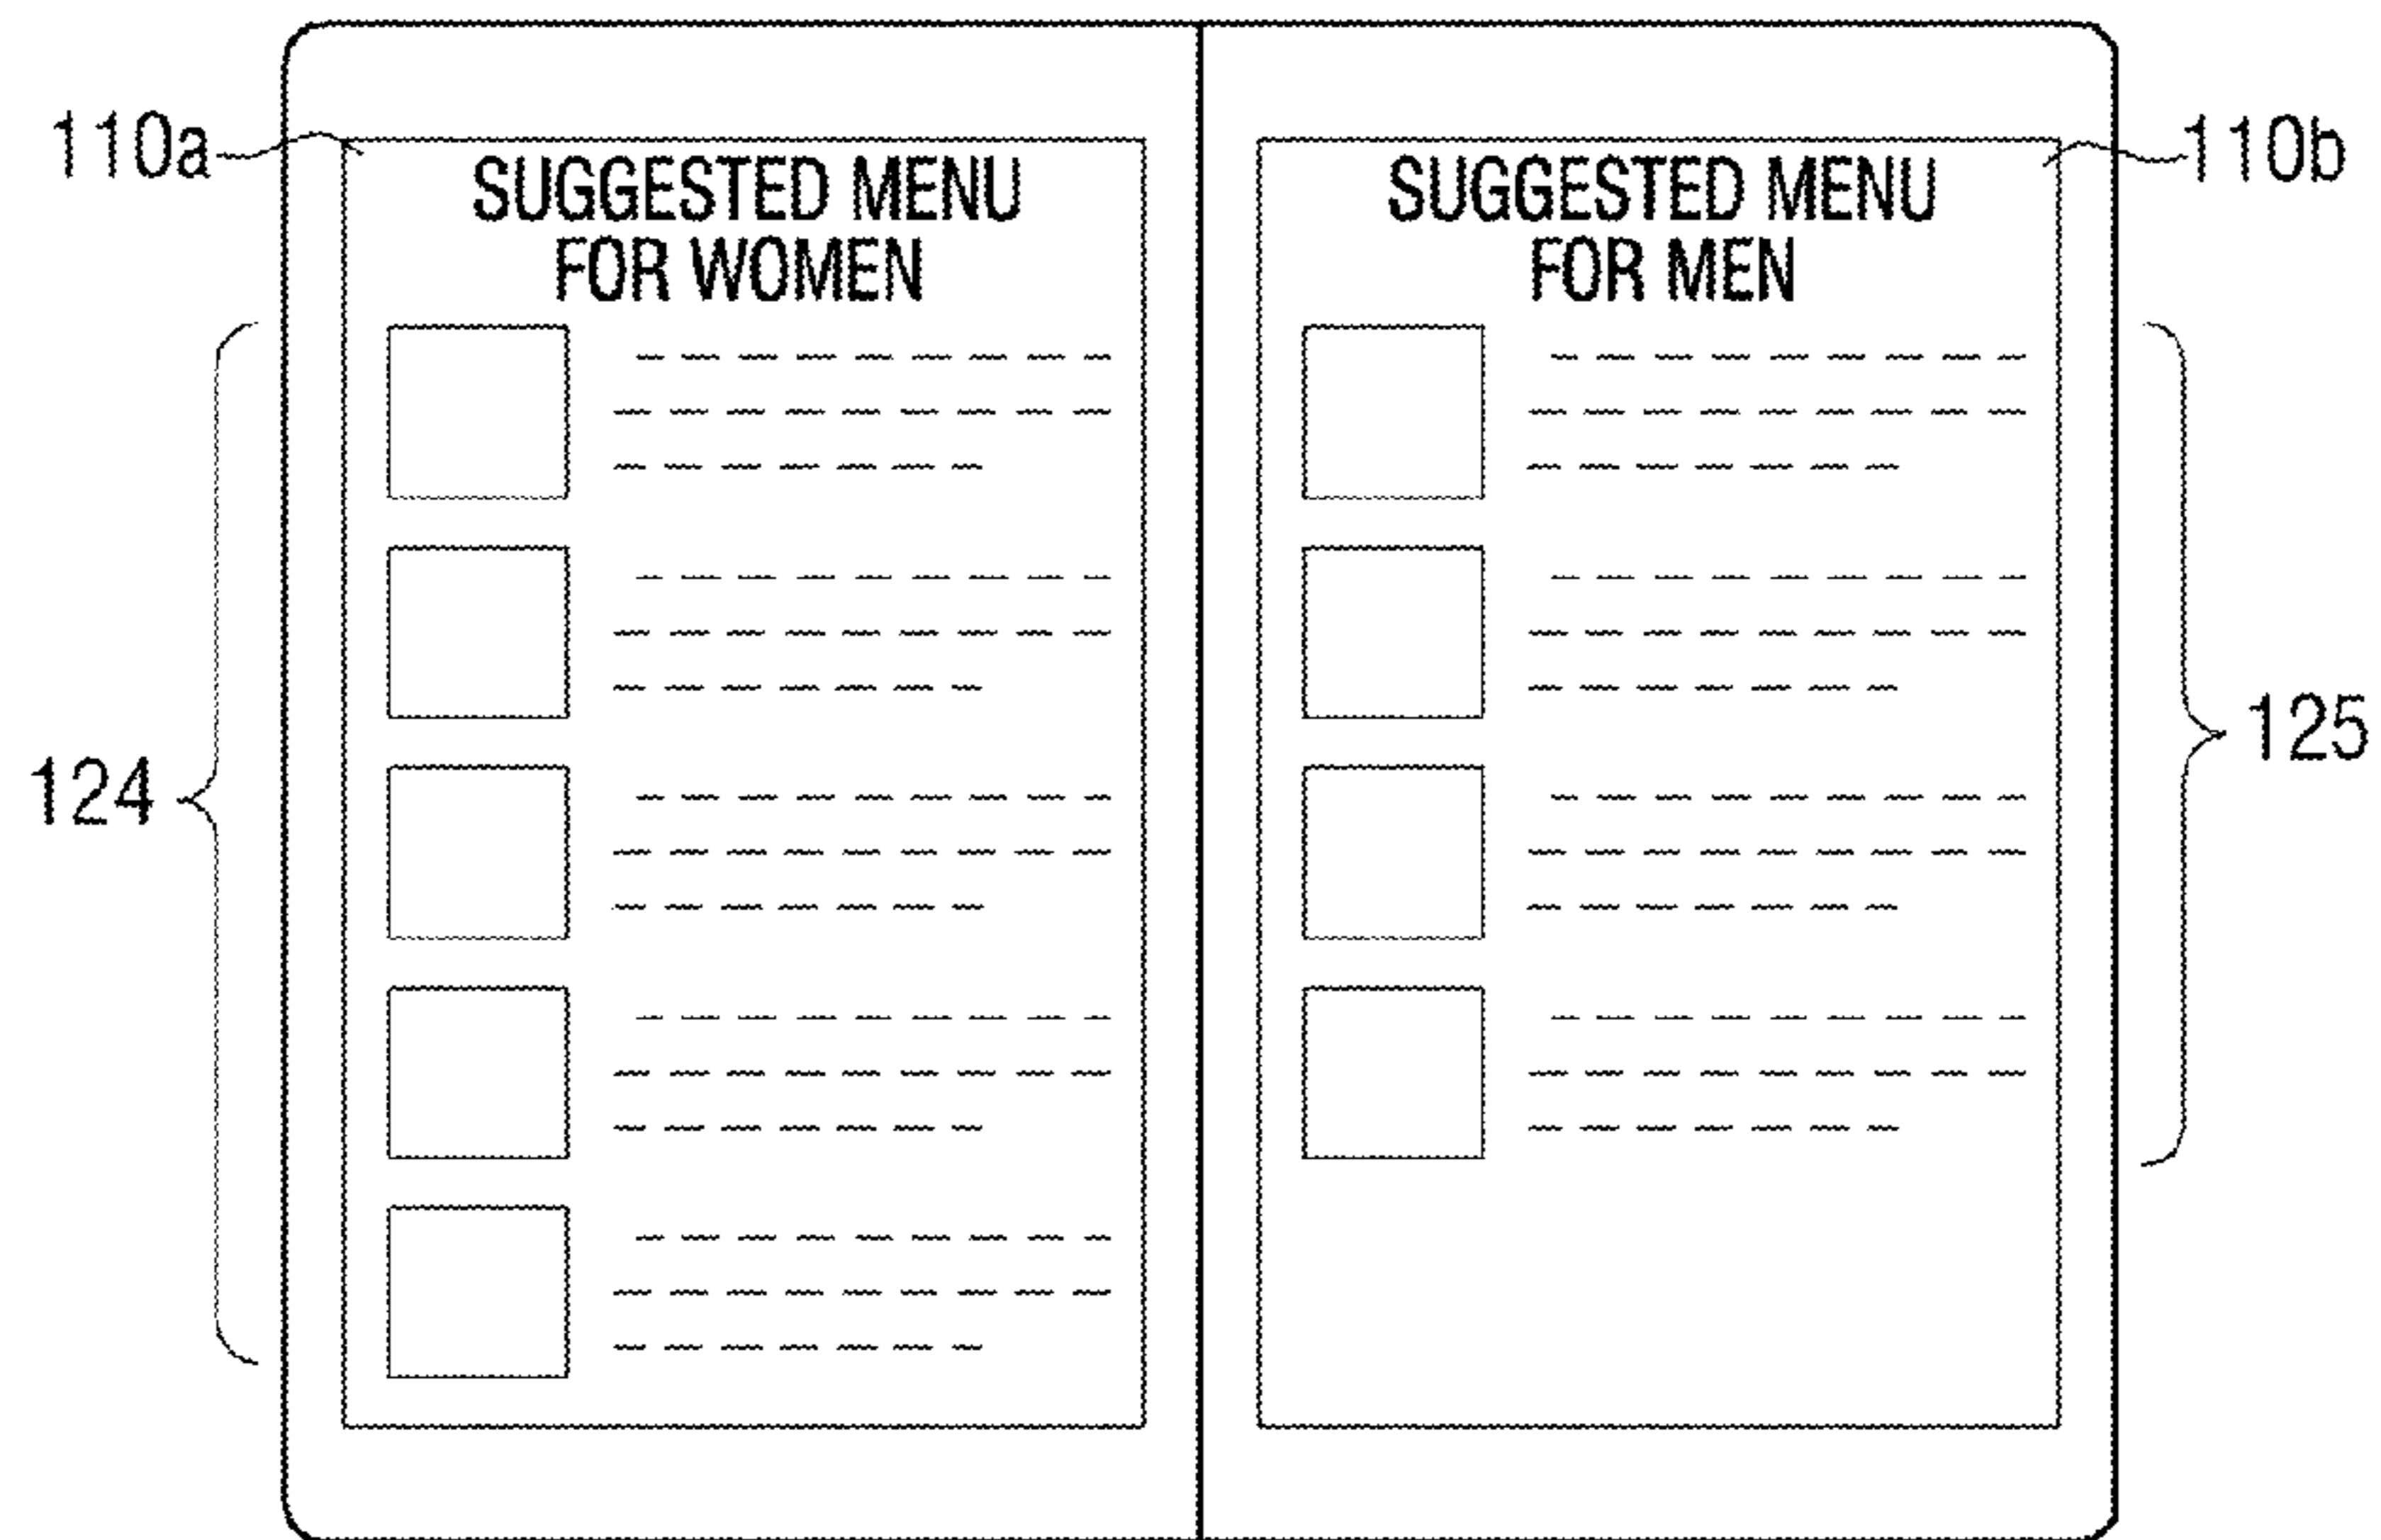 110a
SUGGESTED MENU
FOR WOMEN
124
SUGGESTED MENU
FOR MEN
110b
125